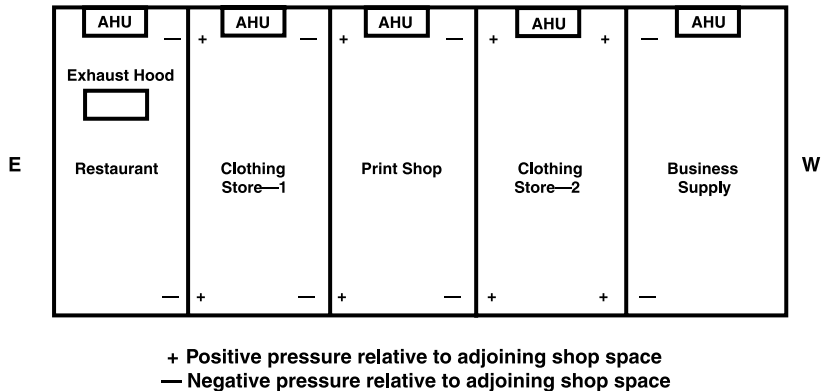 AHU AHU AHU AHU AHU
— + — + — + + —
Exhaust Hood
E Restaurant Clothing Print Shop Clothing Business W
Store—1 Store—2 Supply
— + — + — + + —
+ Positive pressure relative to adjoining shop space
— Negative pressure relative to adjoining shop space